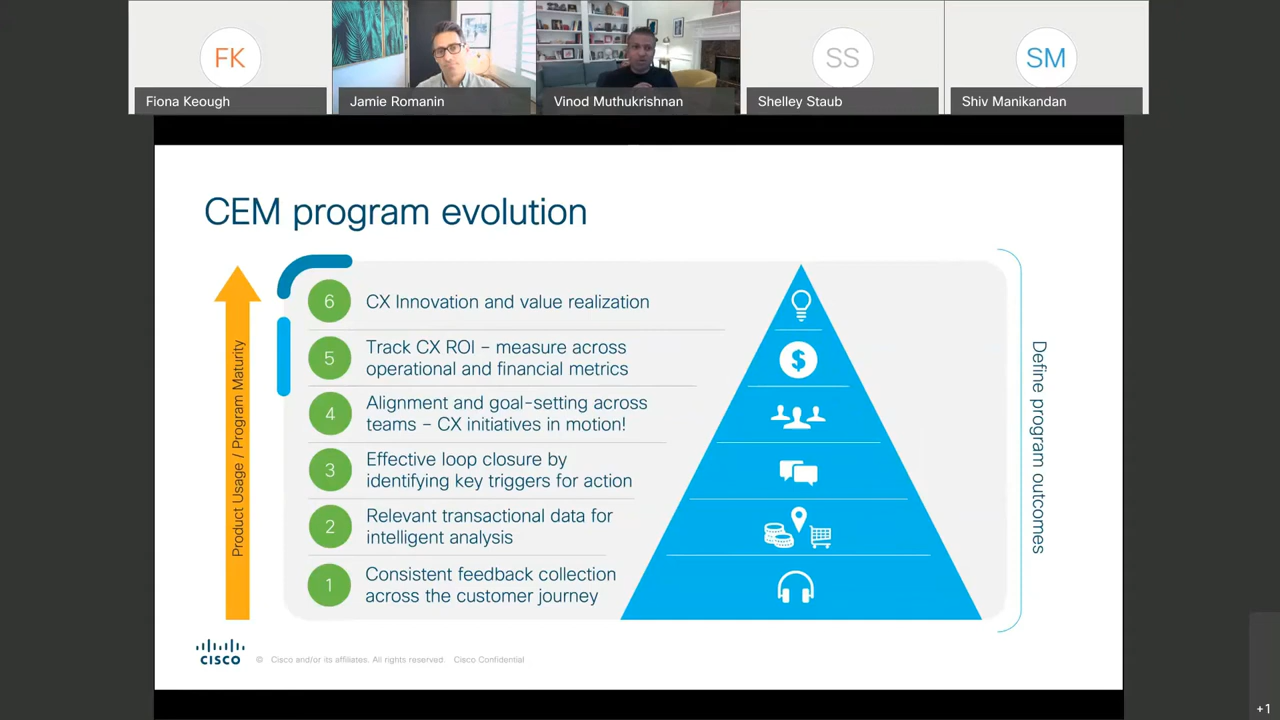 FK
SS
SM
Fiona Keough
Jamie Romanin
Vinod Muthukrishnan
Shelley Staub
Shiv Manikandan
CEM program evolution
Product Usage / Program Maturity
6
CX Innovation and value realization
5
Track CX ROI – measure across
operational and financial metrics
4
Alignment and goal-setting across
teams – CX initiatives in motion!
3
Effective loop closure by
identifying key triggers for action
2
Relevant transactional data for
intelligent analysis
1
Consistent feedback collection
across the customer journey
$
Define program outcomes
CISCO
© Cisco and/or its affiliates. All rights reserved. Cisco Confidential
+1